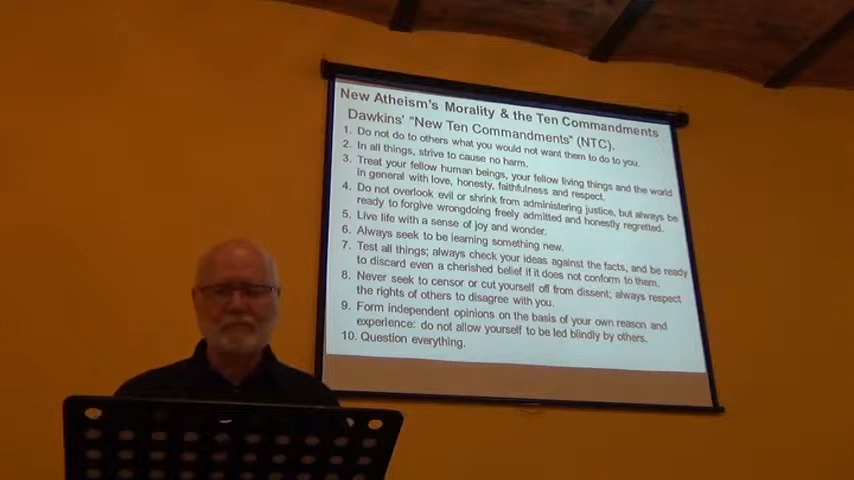 New Atheism's Morality & the Ten Commandments
Dawkins' "New Ten Commandments" (NTC).
1. Do not do to others what you would not want them to do to you.
2. In all things, strive to cause no harm.
3. Treat your fellow human beings, your fellow living things and the world
in general with love, honesty, faithfulness and respect.
4. Do not overlook evil or shrink from administering justice, but always be
ready to forgive wrongdoing freely admitted and honestly regretted.
5. Live life with a sense of joy and wonder.
6. Always seek to be learning something new.
7. Test all things; always check your ideas against the facts, and be ready
to discard even a cherished belief if it does not conform to them.
8. Never seek to censor or cut yourself off from dissent; always respect
the rights of others to disagree with you.
9. Form independent opinions on the basis of your own reason and
experience: do not allow yourself to be led blindly by others.
10. Question everything.